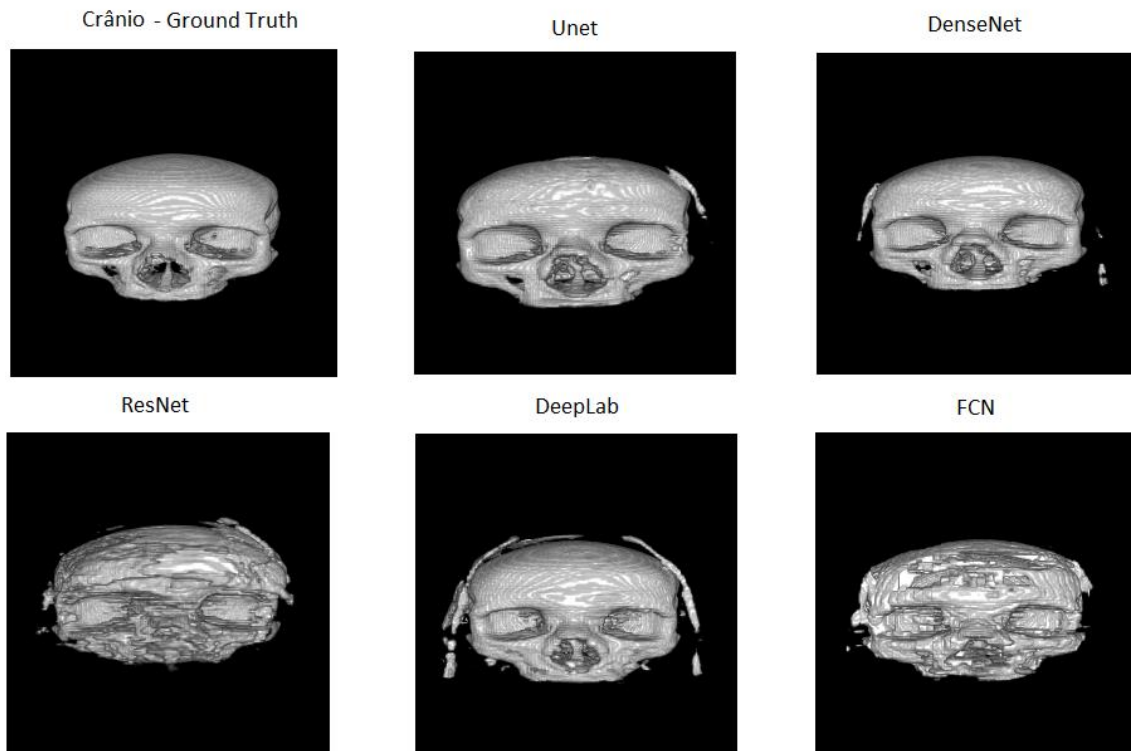 Crânio - Ground Truth
Unet
DenseNet
ResNet
DeepLab
FCN